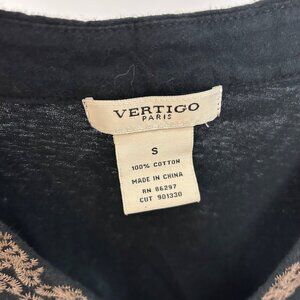 VERTIGO
PARIS
S
100% COTTON
MADE IN CHINA
RN 86297
CUT 901330